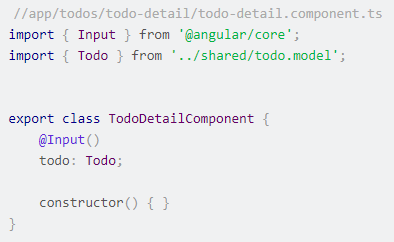 //app/todos/todo-detail/todo-detail.component.ts
import { Input } from '@angular/core';
import { Todo } from '../shared/todo.model';
export class TodoDetailComponent {
@Input()
todo: Todo;
constructor() { }
}